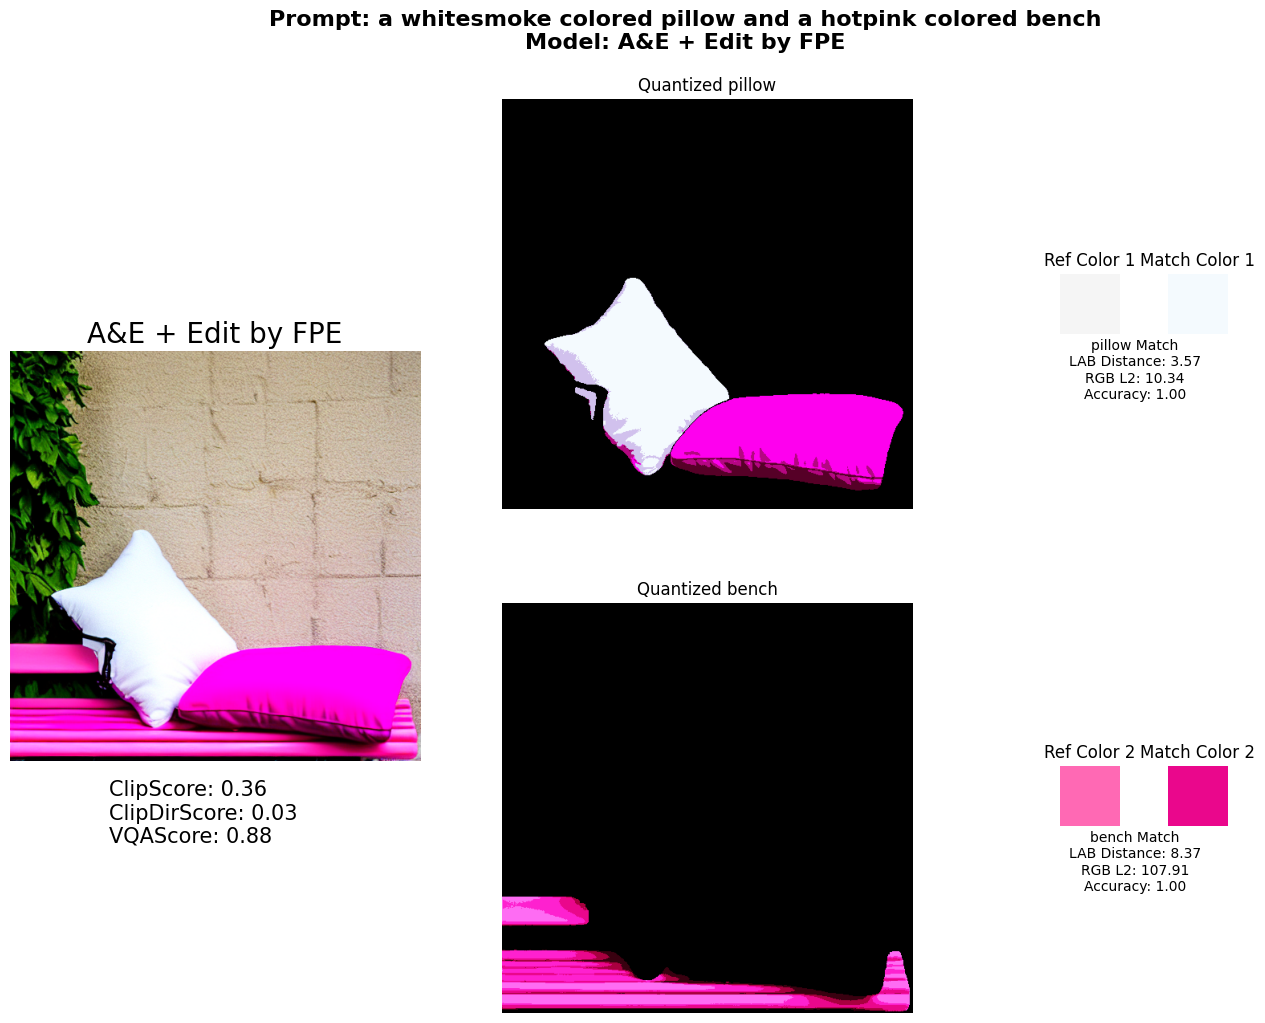 Prompt: a whitesmoke colored pillow and a hotpink colored bench
Model: A&E + Edit by FPE
Quantized pillow
Ref Color 1 Match Color 1
pillow Match
LAB Distance: 3.57
RGB L2: 10.34
Accuracy: 1.00
A&E + Edit by FPE
ClipScore: 0.36
ClipDirScore: 0.03
VQAScore: 0.88
Quantized bench
Ref Color 2 Match Color 2
bench Match
LAB Distance: 8.37
RGB L2: 107.91
Accuracy: 1.00